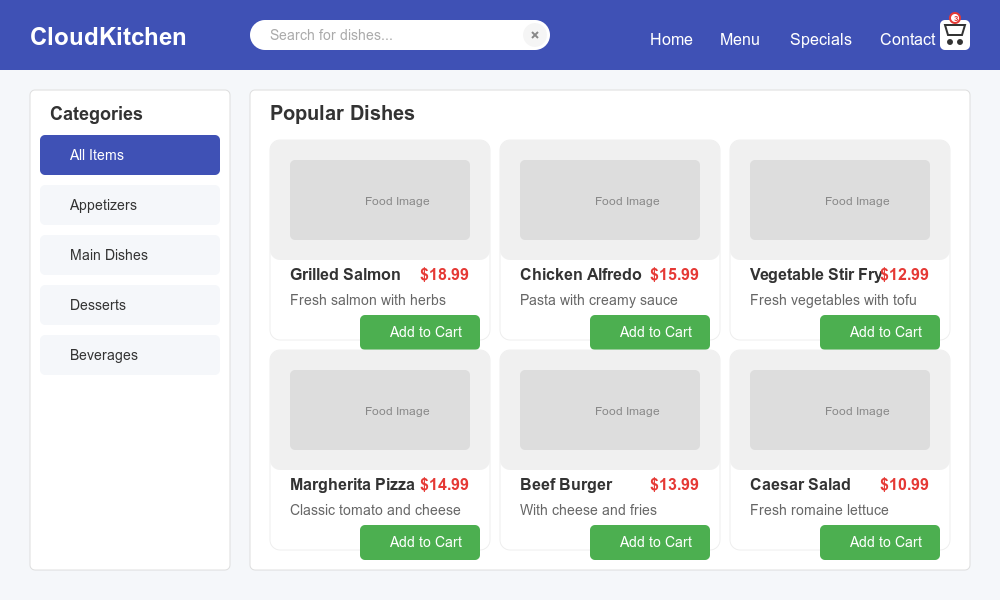 CloudKitchen
Search for dishes...
×
Home
Menu
Specials
Contact
3
Categories
All Items
Appetizers
Main Dishes
Desserts
Beverages
Popular Dishes
Food Image
Food Image
Food Image
Grilled Salmon $18.99
Fresh salmon with herbs
Add to Cart
Chicken Alfredo $15.99
Pasta with creamy sauce
Add to Cart
Vegetable Stir Fry $12.99
Fresh vegetables with tofu
Add to Cart
Food Image
Food Image
Food Image
Margherita Pizza $14.99
Classic tomato and cheese
Add to Cart
Beef Burger $13.99
With cheese and fries
Add to Cart
Caesar Salad $10.99
Fresh romaine lettuce
Add to Cart